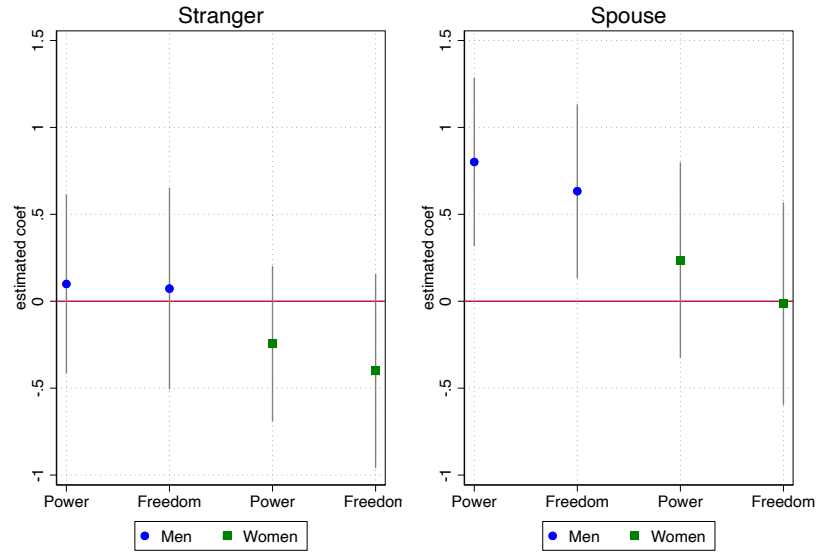 Stranger
estimated coef
1.5
1
.5
0
-.5
-1
Power Freedom Power Freedom
Men Women
Spouse
estimated coef
1.5
1
.5
0
-.5
-1
Power Freedom Power Freedom
Men Women